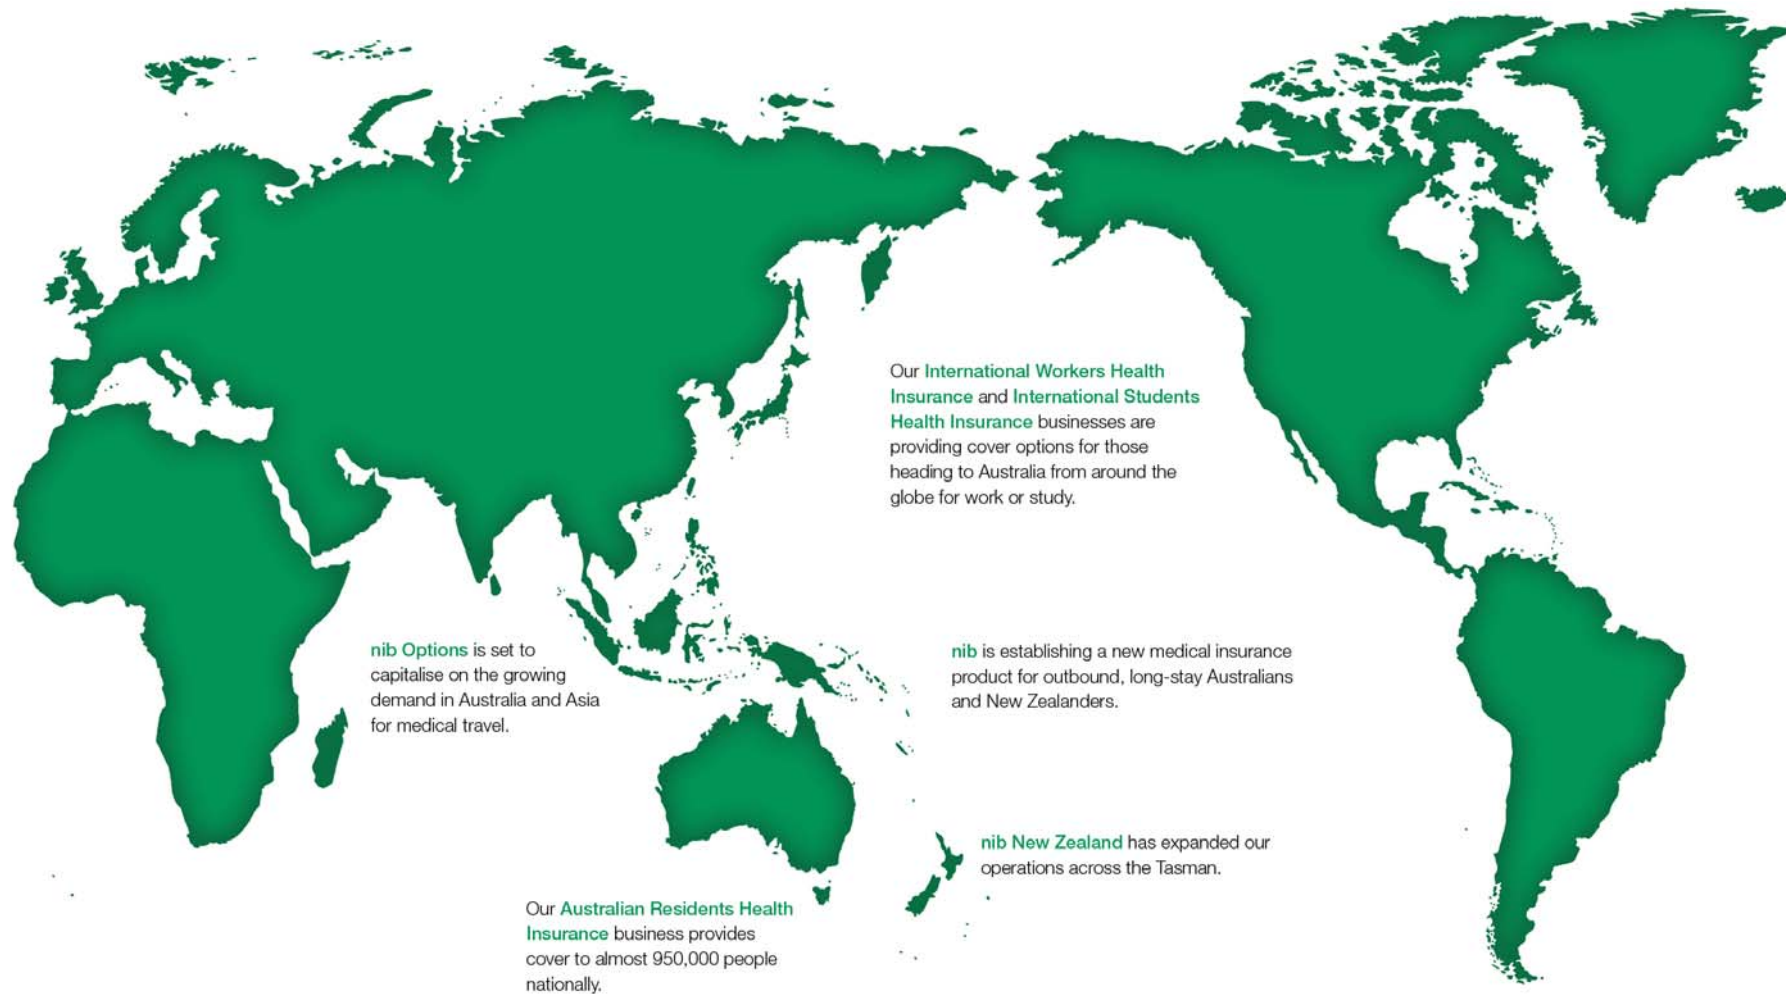 Our International Workers Health
Insurance and International Students
Health Insurance businesses are
providing cover options for those
heading to Australia from around the
globe for work or study.
nib Options is set to
capitalise on the growing
demand in Australia and Asia
for medical travel.
nib is establishing a new medical insurance
product for outbound, long-stay Australians
and New Zealanders.
nib New Zealand has expanded our
operations across the Tasman.
Our Australian Residents Health
Insurance business provides
cover to almost 950,000 people
nationally.